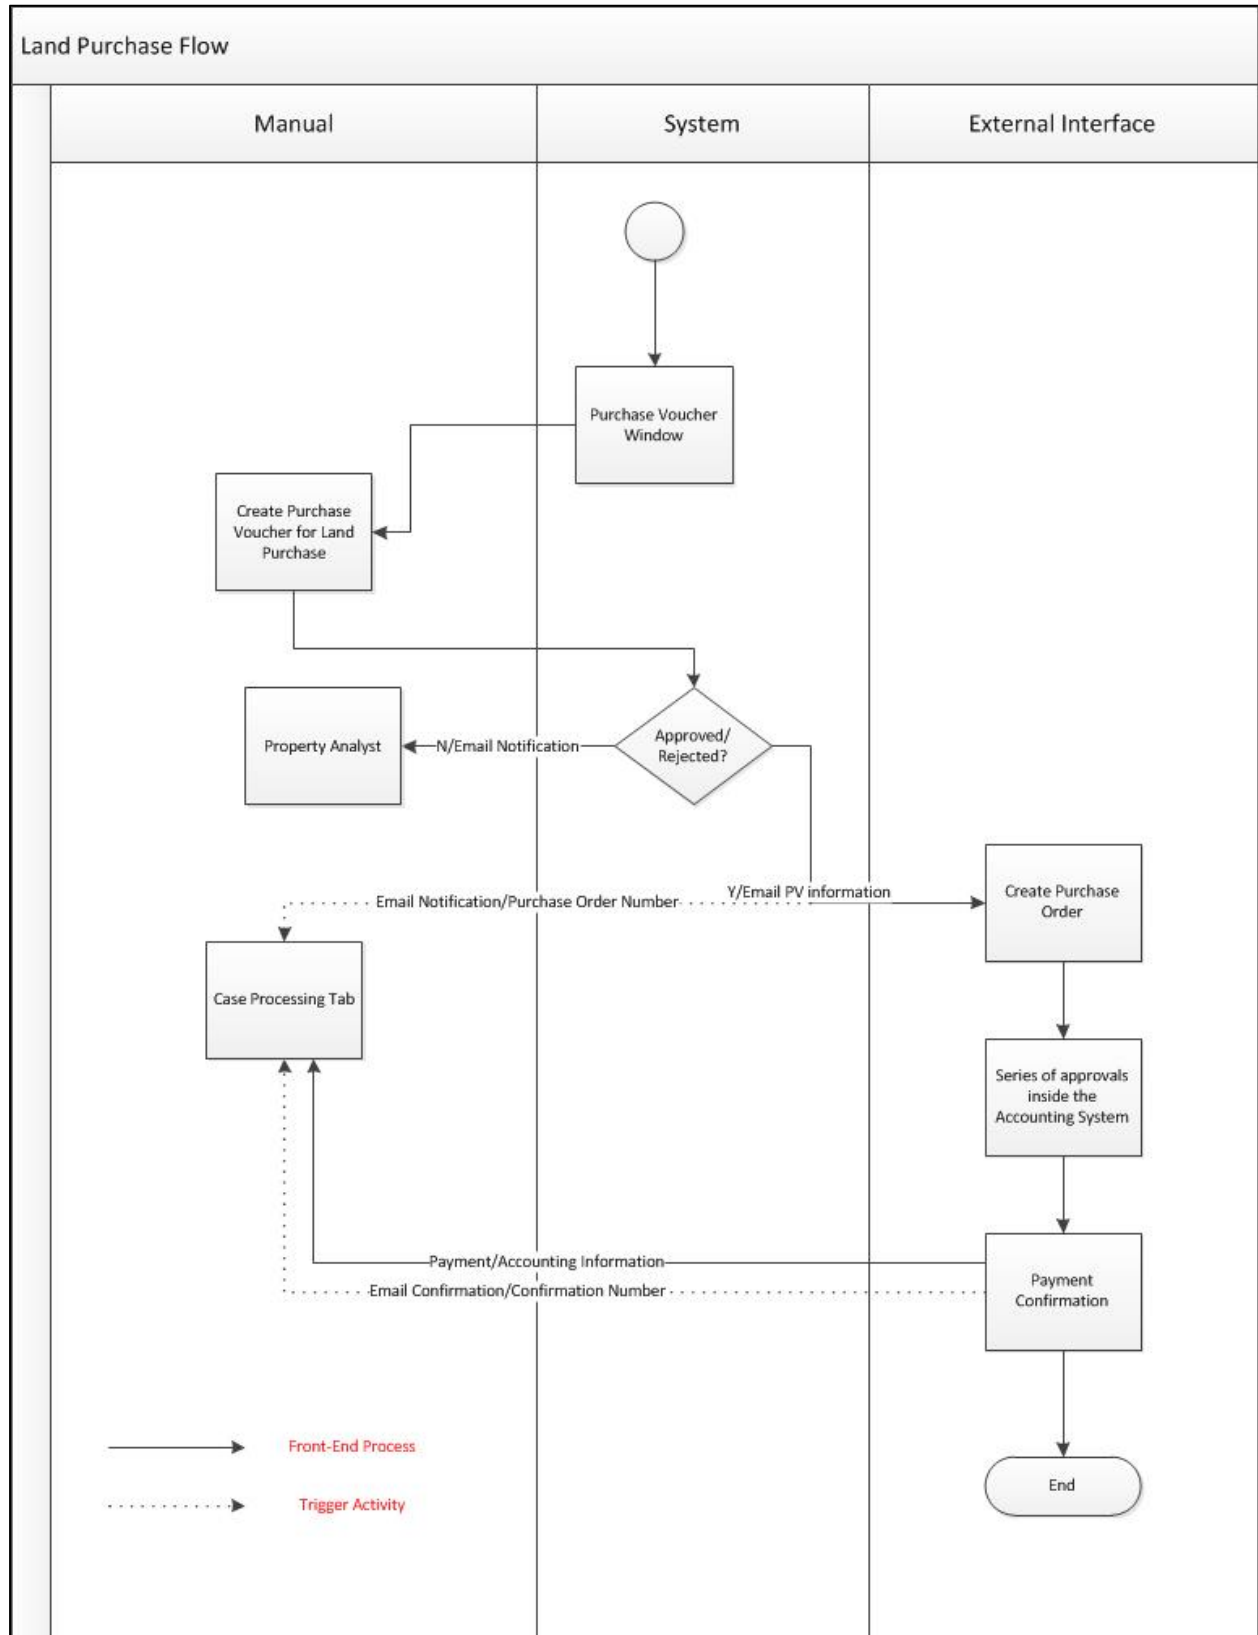 Land Purchase Flow
Manual
System
External Interface
Purchase Voucher
Window
Create Purchase
Voucher for Land
Purchase
Property Analyst
N/Email Notification
Approved/
Rejected?
Y/Email PV information
Email Notification/Purchase Order Number
Create Purchase
Order
Case Processing Tab
Series of approvals
inside the
Accounting System
Payment/Accounting Information
Email Confirmation/Confirmation Number
Payment
Confirmation
Front-End Process
Trigger Activity
End